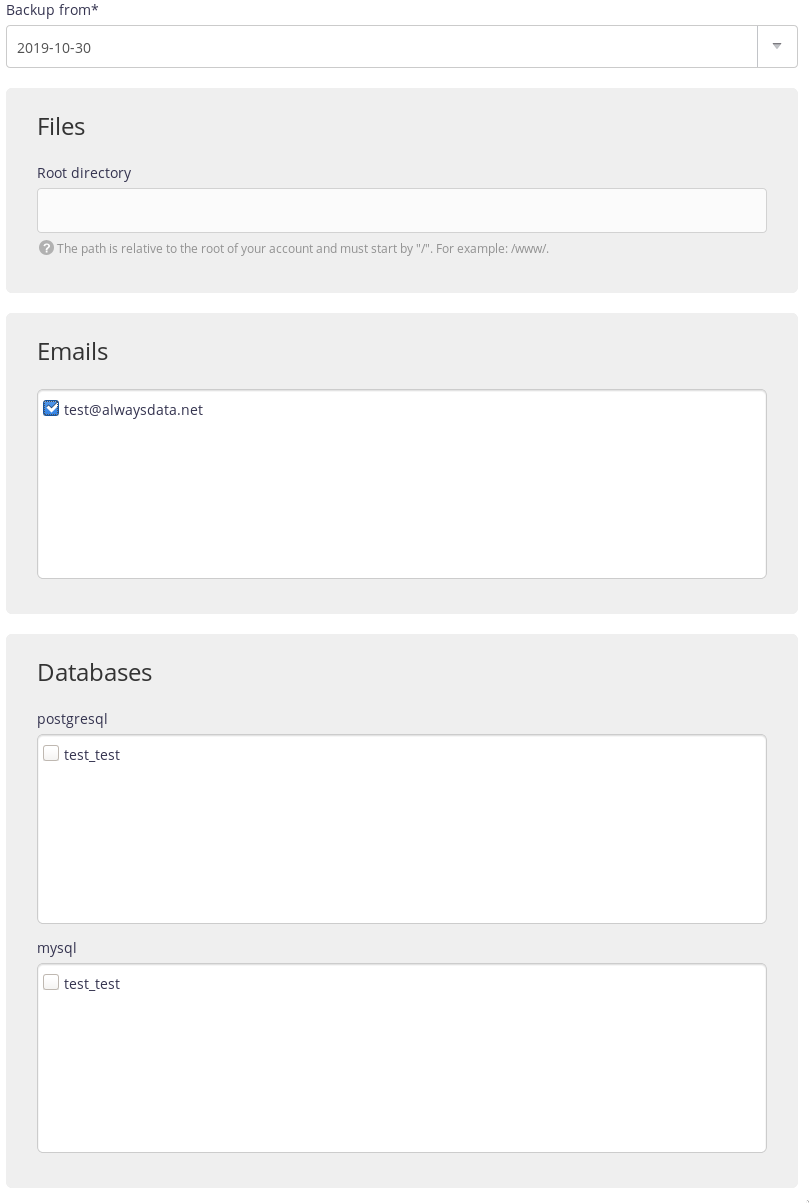 Backup from*
2019-10-30
Files
Root directory
The path is relative to the root of your account and must start by "/". For example: /www/.
Emails
test@alwaysdata.net
Databases
postgresql
test_test
mysql
test_test